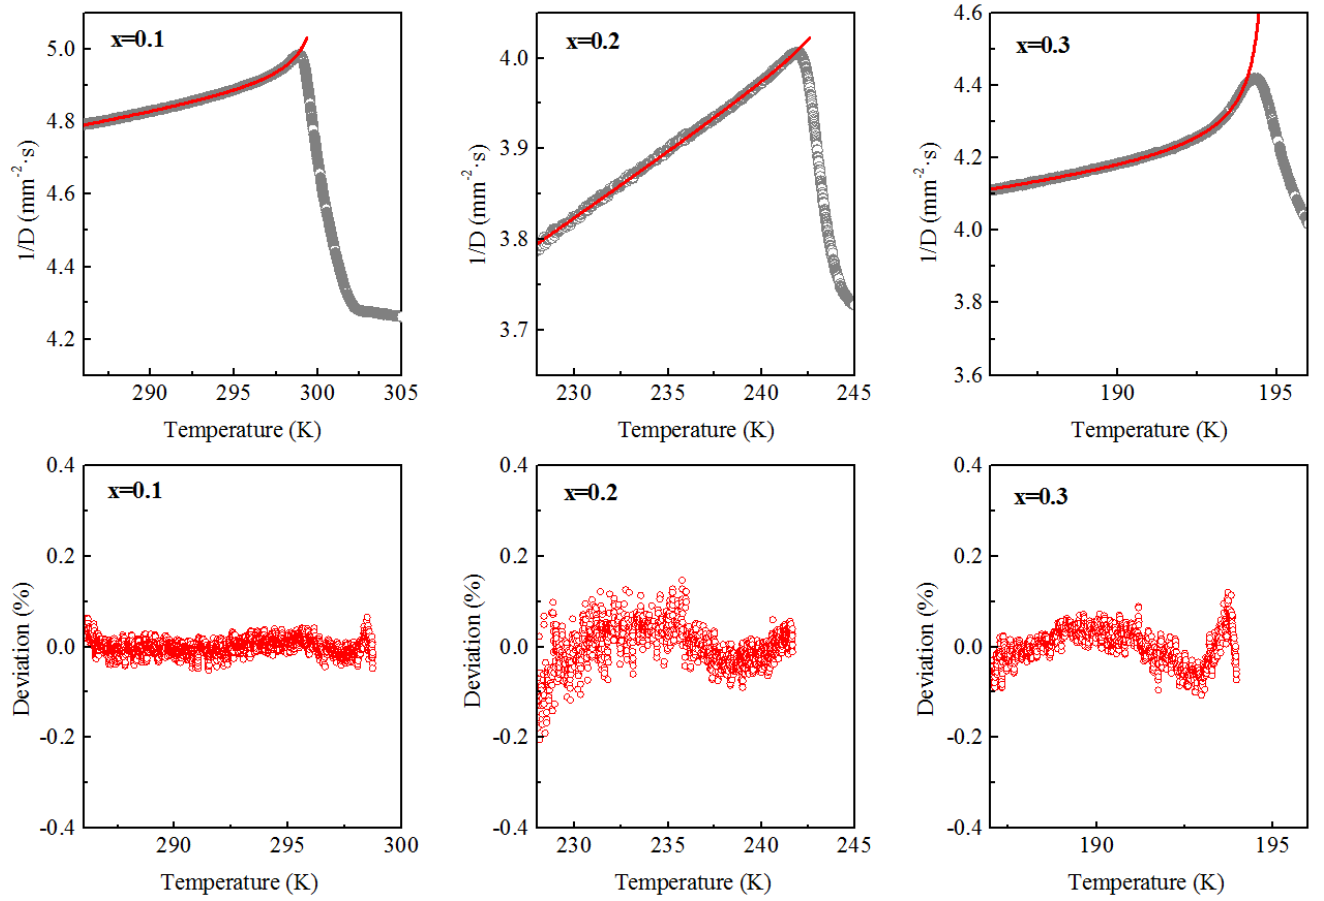 x=0.1
5.0
4.8
4.6
4.4
4.2
1/D (mm⁻²·s)
290 295 300 305
Temperature (K)
x=0.2
4.0
3.9
3.8
3.7
1/D (mm⁻²·s)
230 235 240 245
Temperature (K)
x=0.3
4.6
4.4
4.2
4.0
3.8
3.6
1/D (mm⁻²·s)
190 195
Temperature (K)
x=0.1
0.4
0.2
0.0
-0.2
-0.4
Deviation (%)
290 295 300
Temperature (K)
x=0.2
0.4
0.2
0.0
-0.2
-0.4
Deviation (%)
230 235 240 245
Temperature (K)
x=0.3
0.4
0.2
0.0
-0.2
-0.4
Deviation (%)
190 195
Temperature (K)